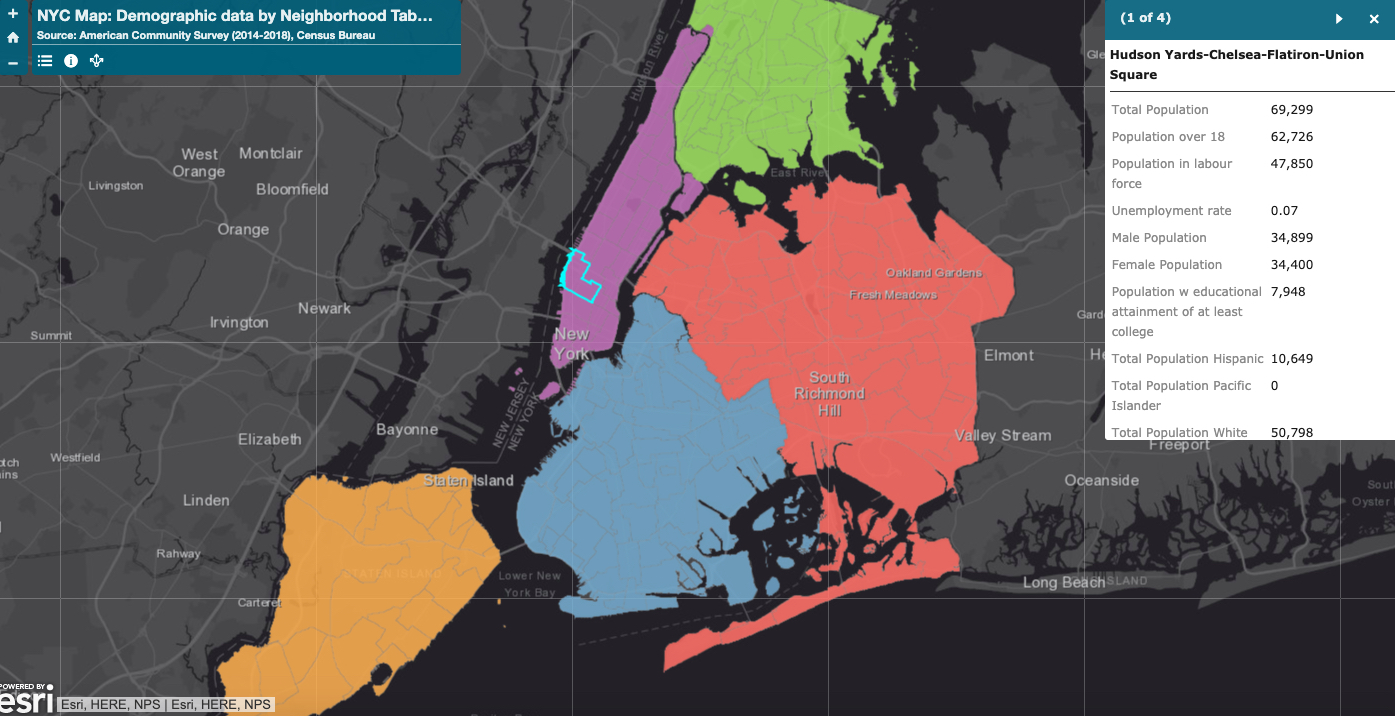 NYC Map: Demographic data by Neighborhood Tab...
Source: American Community Survey (2014-2018), Census Bureau
(1 of 4)
Hudson Yards-Chelsea-Flatiron-Union
Square
Total Population 69,299
Population over 18 62,726
Population in labour 47,850
force
Unemployment rate 0.07
Male Population 34,899
Female Population 34,400
Population w educational 7,948
attainment of at least
college
Total Population Hispanic 10,649
Total Population Pacific 0
Islander
Total Population White 50,798
Hudson River
West
Orange
Montclair
Livingston
Bloomfield
Orange
East River
Oakland Gardens
Fresh Meadows
Newark
Irvington
Summit
New
York
Elmont
South
Richmond
Hill
NEW JERSEY
NEW YORK
Bayonne
Elizabeth
Valley Stream
Freeport
Westfield
Staten Island
Oceanside
Linden
Rahway
STATEN ISLAND
Lower New
York Bay
Long Beach
ISLAND
Carteret
POWERED BY
esri
Esri, HERE, NPS | Esri, HERE, NPS